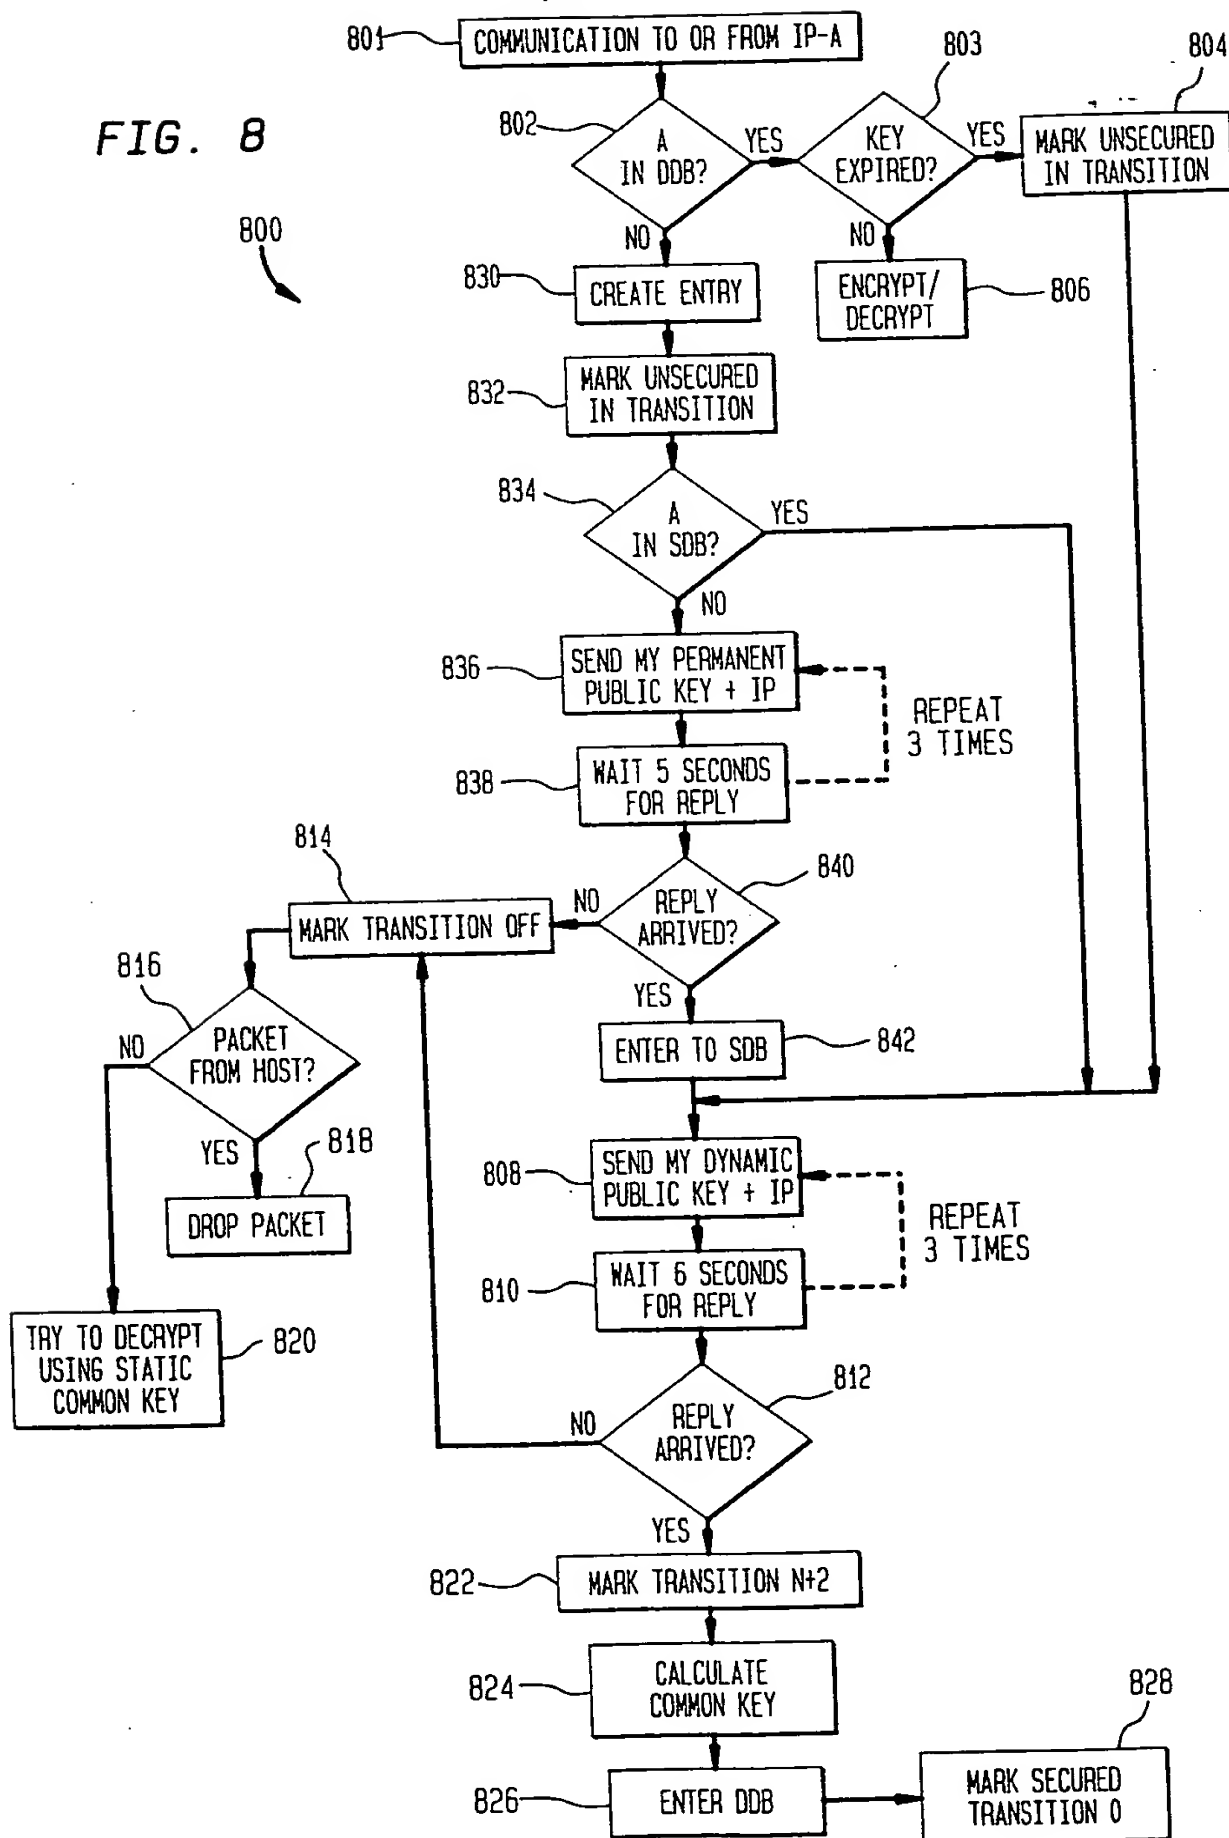 801
COMMUNICATION TO OR FROM IP-A
803
804
FIG. 8
802
A
IN DDB?
YES
KEY
EXPIRED?
YES
MARK UNSECURED
IN TRANSITION
800
NO
NO
830
CREATE ENTRY
ENCRYPT/
DECRYPT
806
832
MARK UNSECURED
IN TRANSITION
834
A
IN SDB?
YES
NO
836
SEND MY PERMANENT
PUBLIC KEY + IP
REPEAT
3 TIMES
838
WAIT 5 SECONDS
FOR REPLY
814
840
MARK TRANSITION OFF
NO
REPLY
ARRIVED?
816
YES
NO
PACKET
FROM HOST?
ENTER TO SDB
842
YES
818
808
SEND MY DYNAMIC
PUBLIC KEY + IP
DROP PACKET
REPEAT
3 TIMES
810
WAIT 6 SECONDS
FOR REPLY
TRY TO DECRYPT
USING STATIC
COMMON KEY
820
812
NO
REPLY
ARRIVED?
YES
822
MARK TRANSITION N+2
824
CALCULATE
COMMON KEY
828
826
ENTER DDB
MARK SECURED
TRANSITION 0